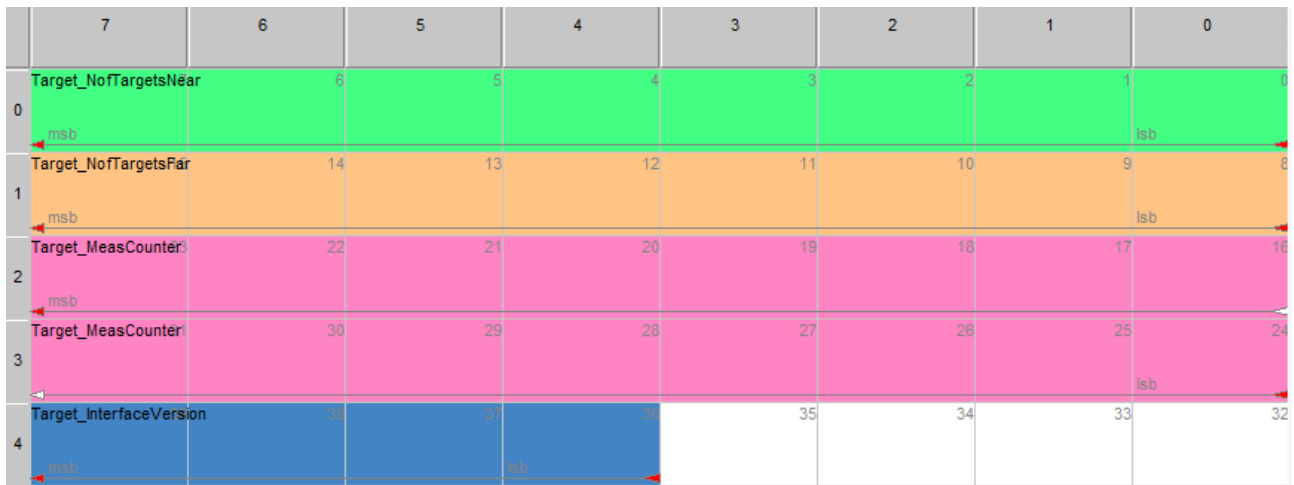 7 6 5 4 3 2 1 0
Target_NofTargetsNear 6 5 4 3 2 1 0
0
msb lsb
Target_NofTargetsFar 14 13 12 11 10 9 8
1
msb lsb
Target_MeasCounter 22 21 20 19 18 17 16
2
msb
Target_MeasCounter 30 29 28 27 26 25 24
3
lsb
Target_InterfaceVersion 38 37 36 35 34 33 32
4
msb lsb